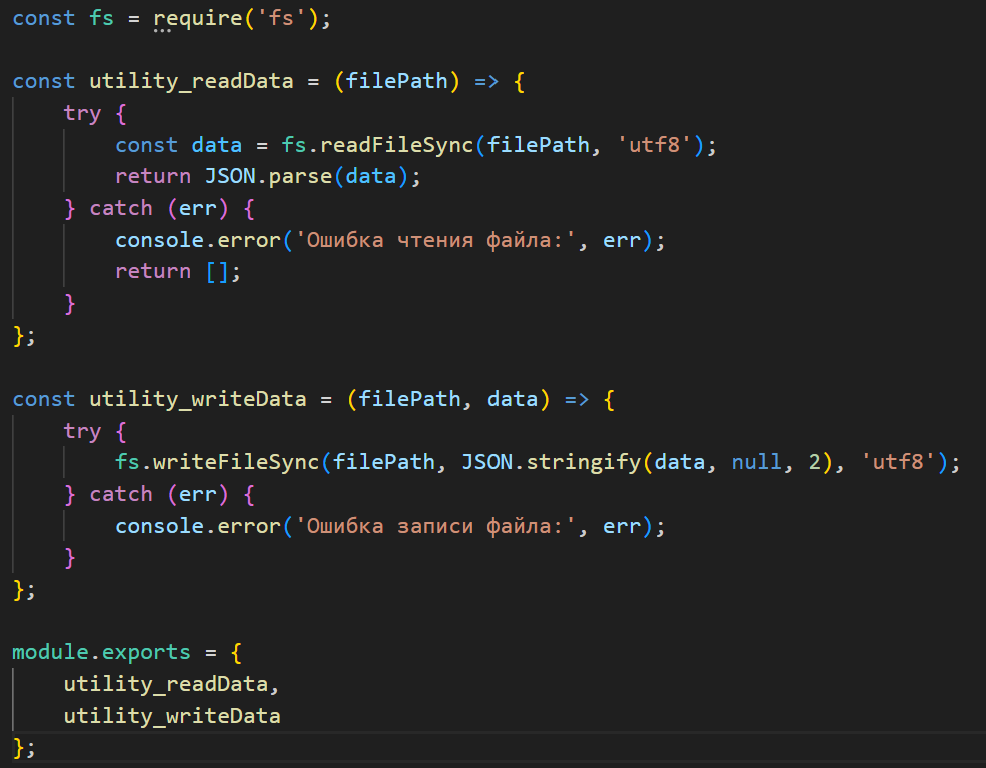 const fs = require('fs');
const utility_readData = (filePath) => {
    try {
        const data = fs.readFileSync(filePath, 'utf8');
        return JSON.parse(data);
    } catch (err) {
        console.error('Ошибка чтения файла:', err);
        return [];
    }
};
const utility_writeData = (filePath, data) => {
    try {
        fs.writeFileSync(filePath, JSON.stringify(data, null, 2), 'utf8');
    } catch (err) {
        console.error('Ошибка записи файла:', err);
    }
};
module.exports = {
    utility_readData,
    utility_writeData
};